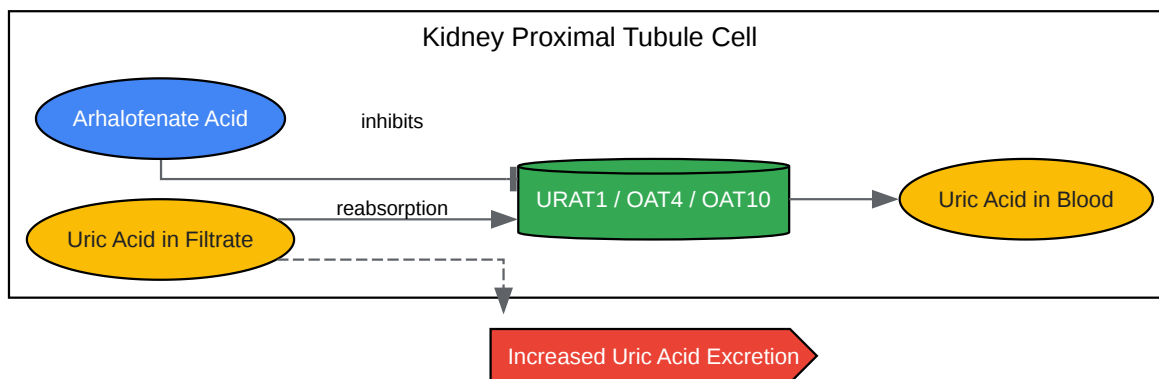 Kidney Proximal Tubule Cell
Arhalofenate Acid
inhibits
URAT1 / OAT4 / OAT10
Uric Acid in Blood
reabsorption
Uric Acid in Filtrate
Increased Uric Acid Excretion